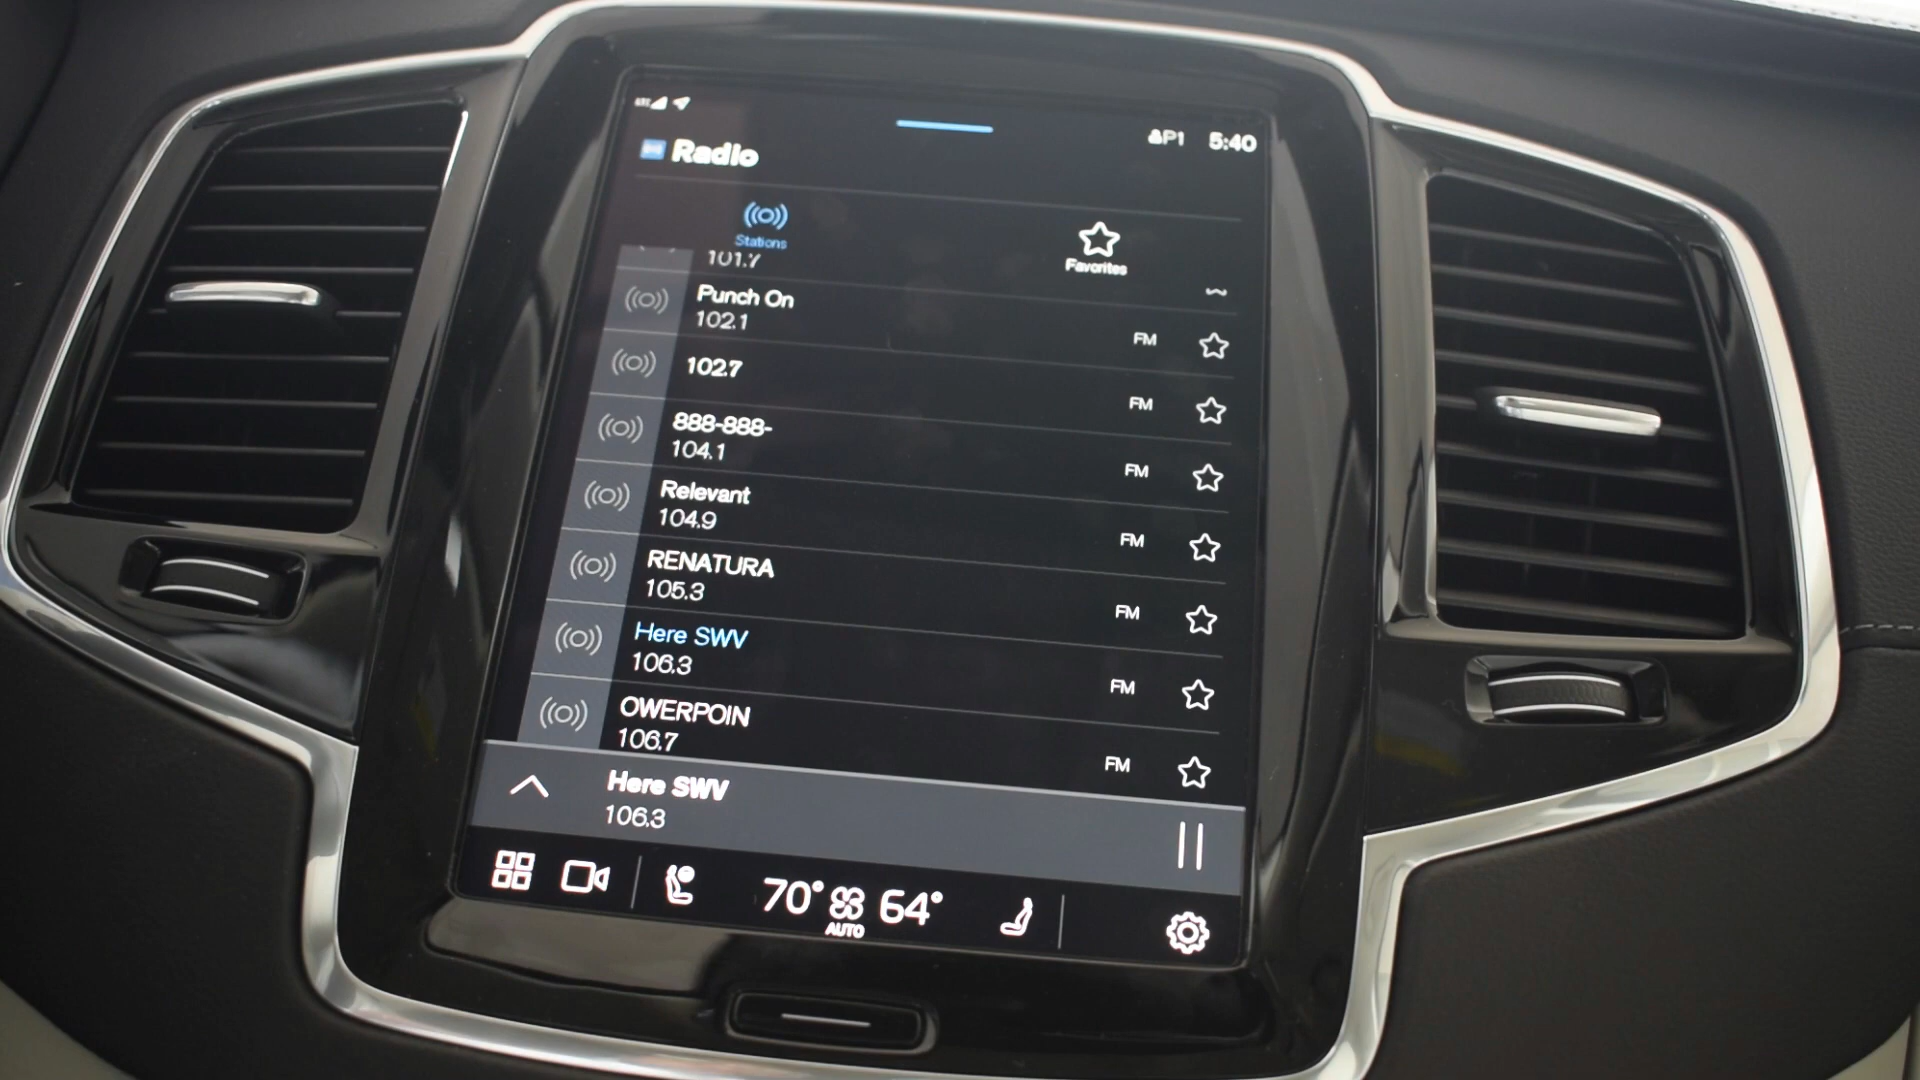 P1 5:40
Radio
Stations
Favorites
101.7
Punch On
102.1
FM
102.7
FM
888-888-
104.1
FM
Relevant
104.9
FM
RENATURA
105.3
FM
Here SWV
106.3
FM
OWERPOIN
106.7
FM
Here SWV
106.3
70° 64°
AUTO